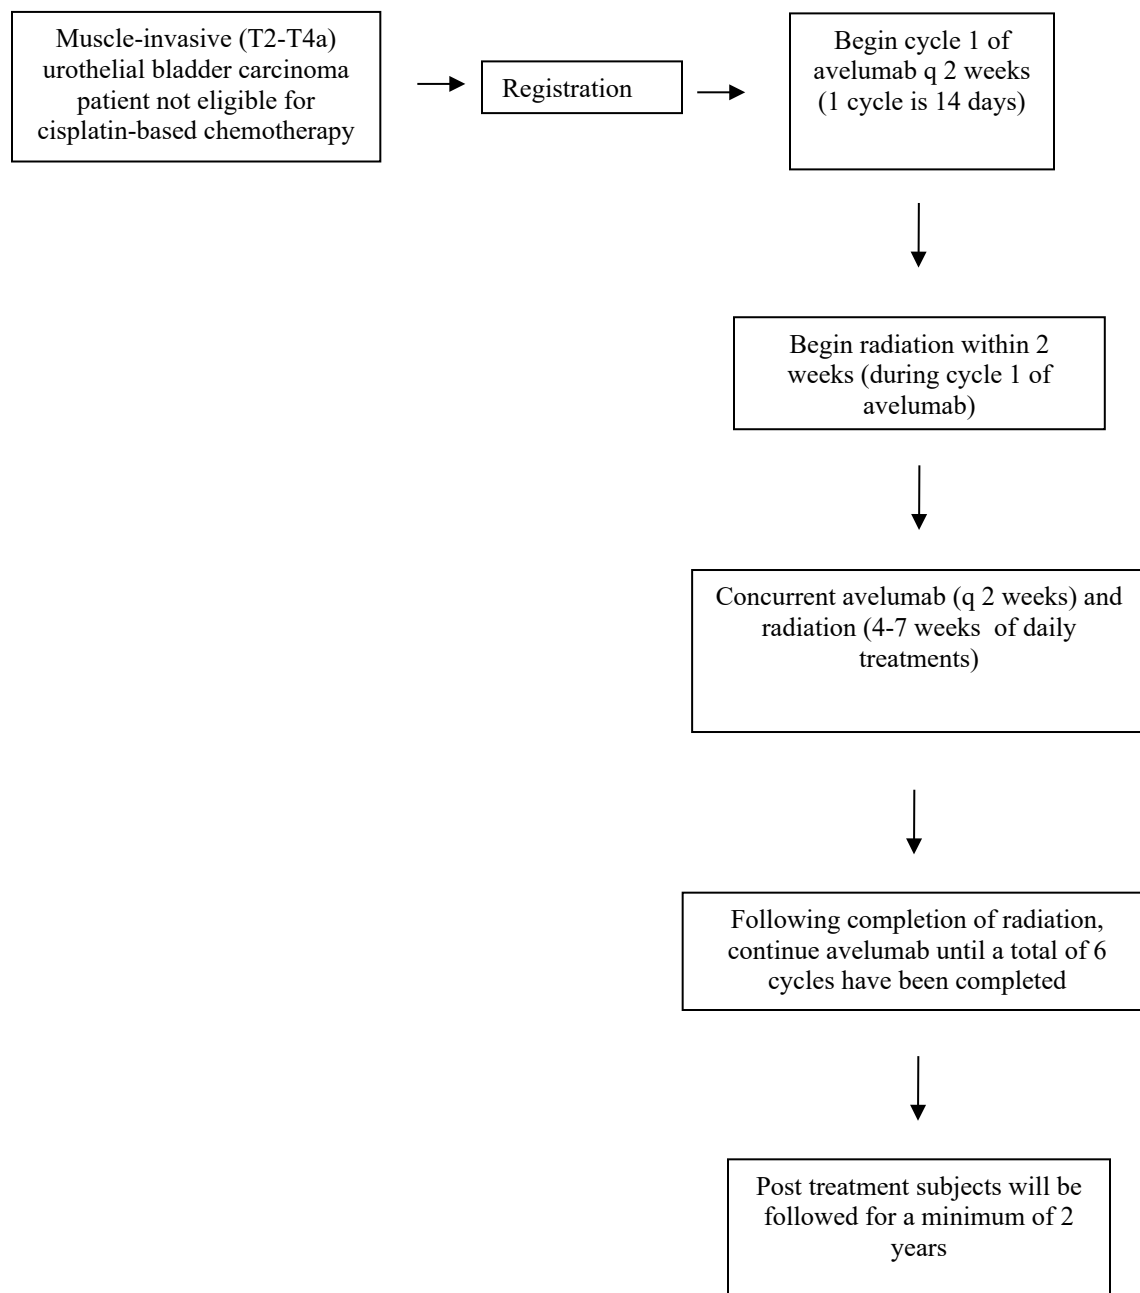 Muscle-invasive (T2-T4a)
urothelial bladder carcinoma
patient not eligible for
cisplatin-based chemotherapy
Registration
Begin cycle 1 of
avelumab q 2 weeks
(1 cycle is 14 days)
Begin radiation within 2
weeks (during cycle 1 of
avelumab)
Concurrent avelumab (q 2 weeks) and
radiation (4-7 weeks  of daily
treatments)
Following completion of radiation,
continue avelumab until a total of 6
cycles have been completed
Post treatment subjects will be
followed for a minimum of 2
years